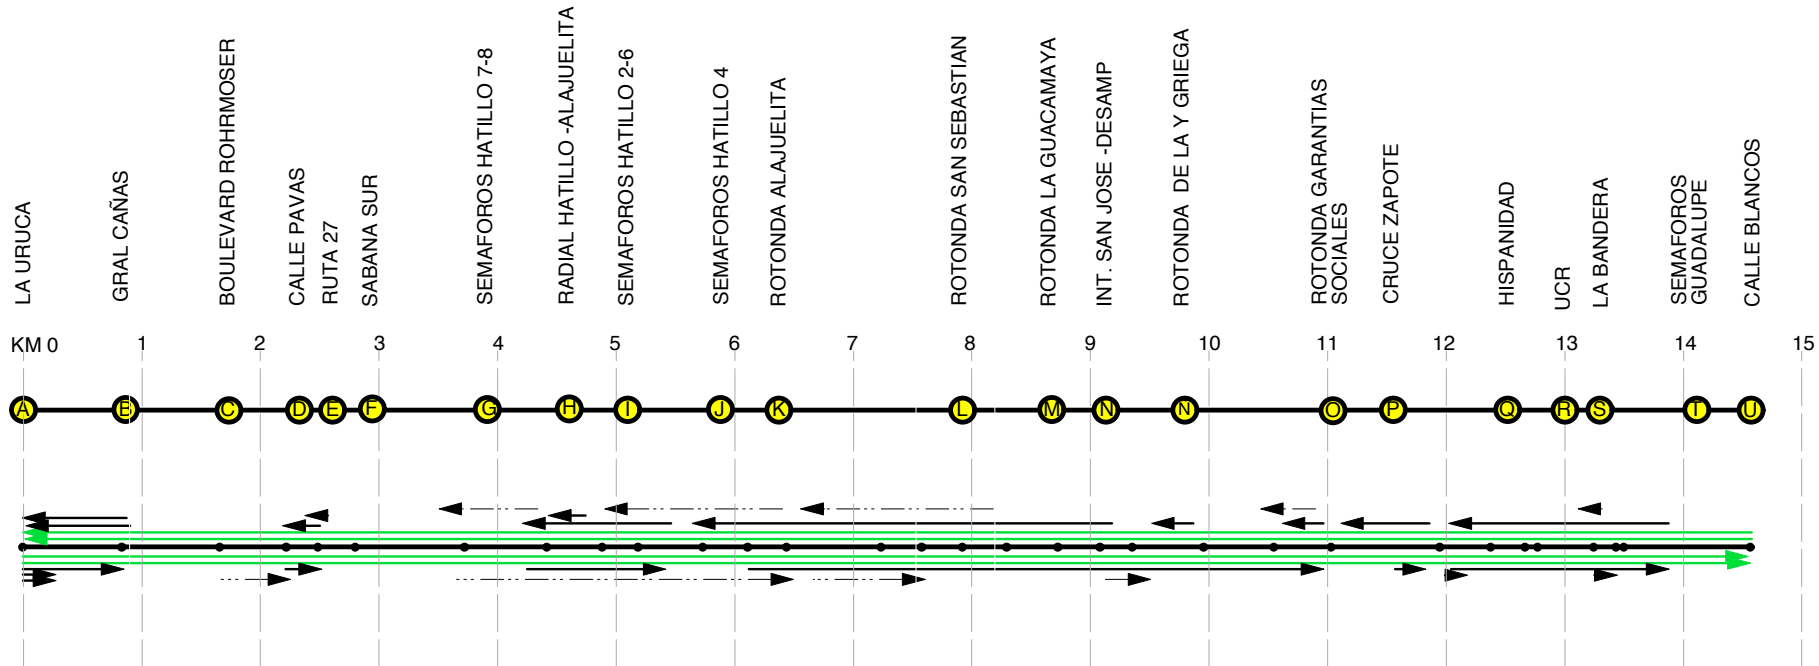 LA URUCA
GRAL CAÑAS
BOULEVARD ROHRMOSER
CALLE PAVAS
RUTA 27
SABANA SUR
SEMAFOROS HATILLO 7-8
RADIAL HATILLO -ALAJUELITA
SEMAFOROS HATILLO 2-6
SEMAFOROS HATILLO 4
ROTONDA ALAJUELITA
ROTONDA SAN SEBASTIAN
ROTONDA LA GUACAMAYA
INT. SAN JOSE -DESAMP
ROTONDA DE LA Y GRIEGA
ROTONDA GARANTIAS
SOCIALES
CRUCE ZAPOTE
HISPANIDAD
UCR
LA BANDERA
SEMAFOROS
GUADALUPE
CALLE BLANCOS
KM 0 1 2 3 4 5 6 7 8 9 10 11 12 13 14 15
A B C D E F G H I J K L M N N O P Q R S T U